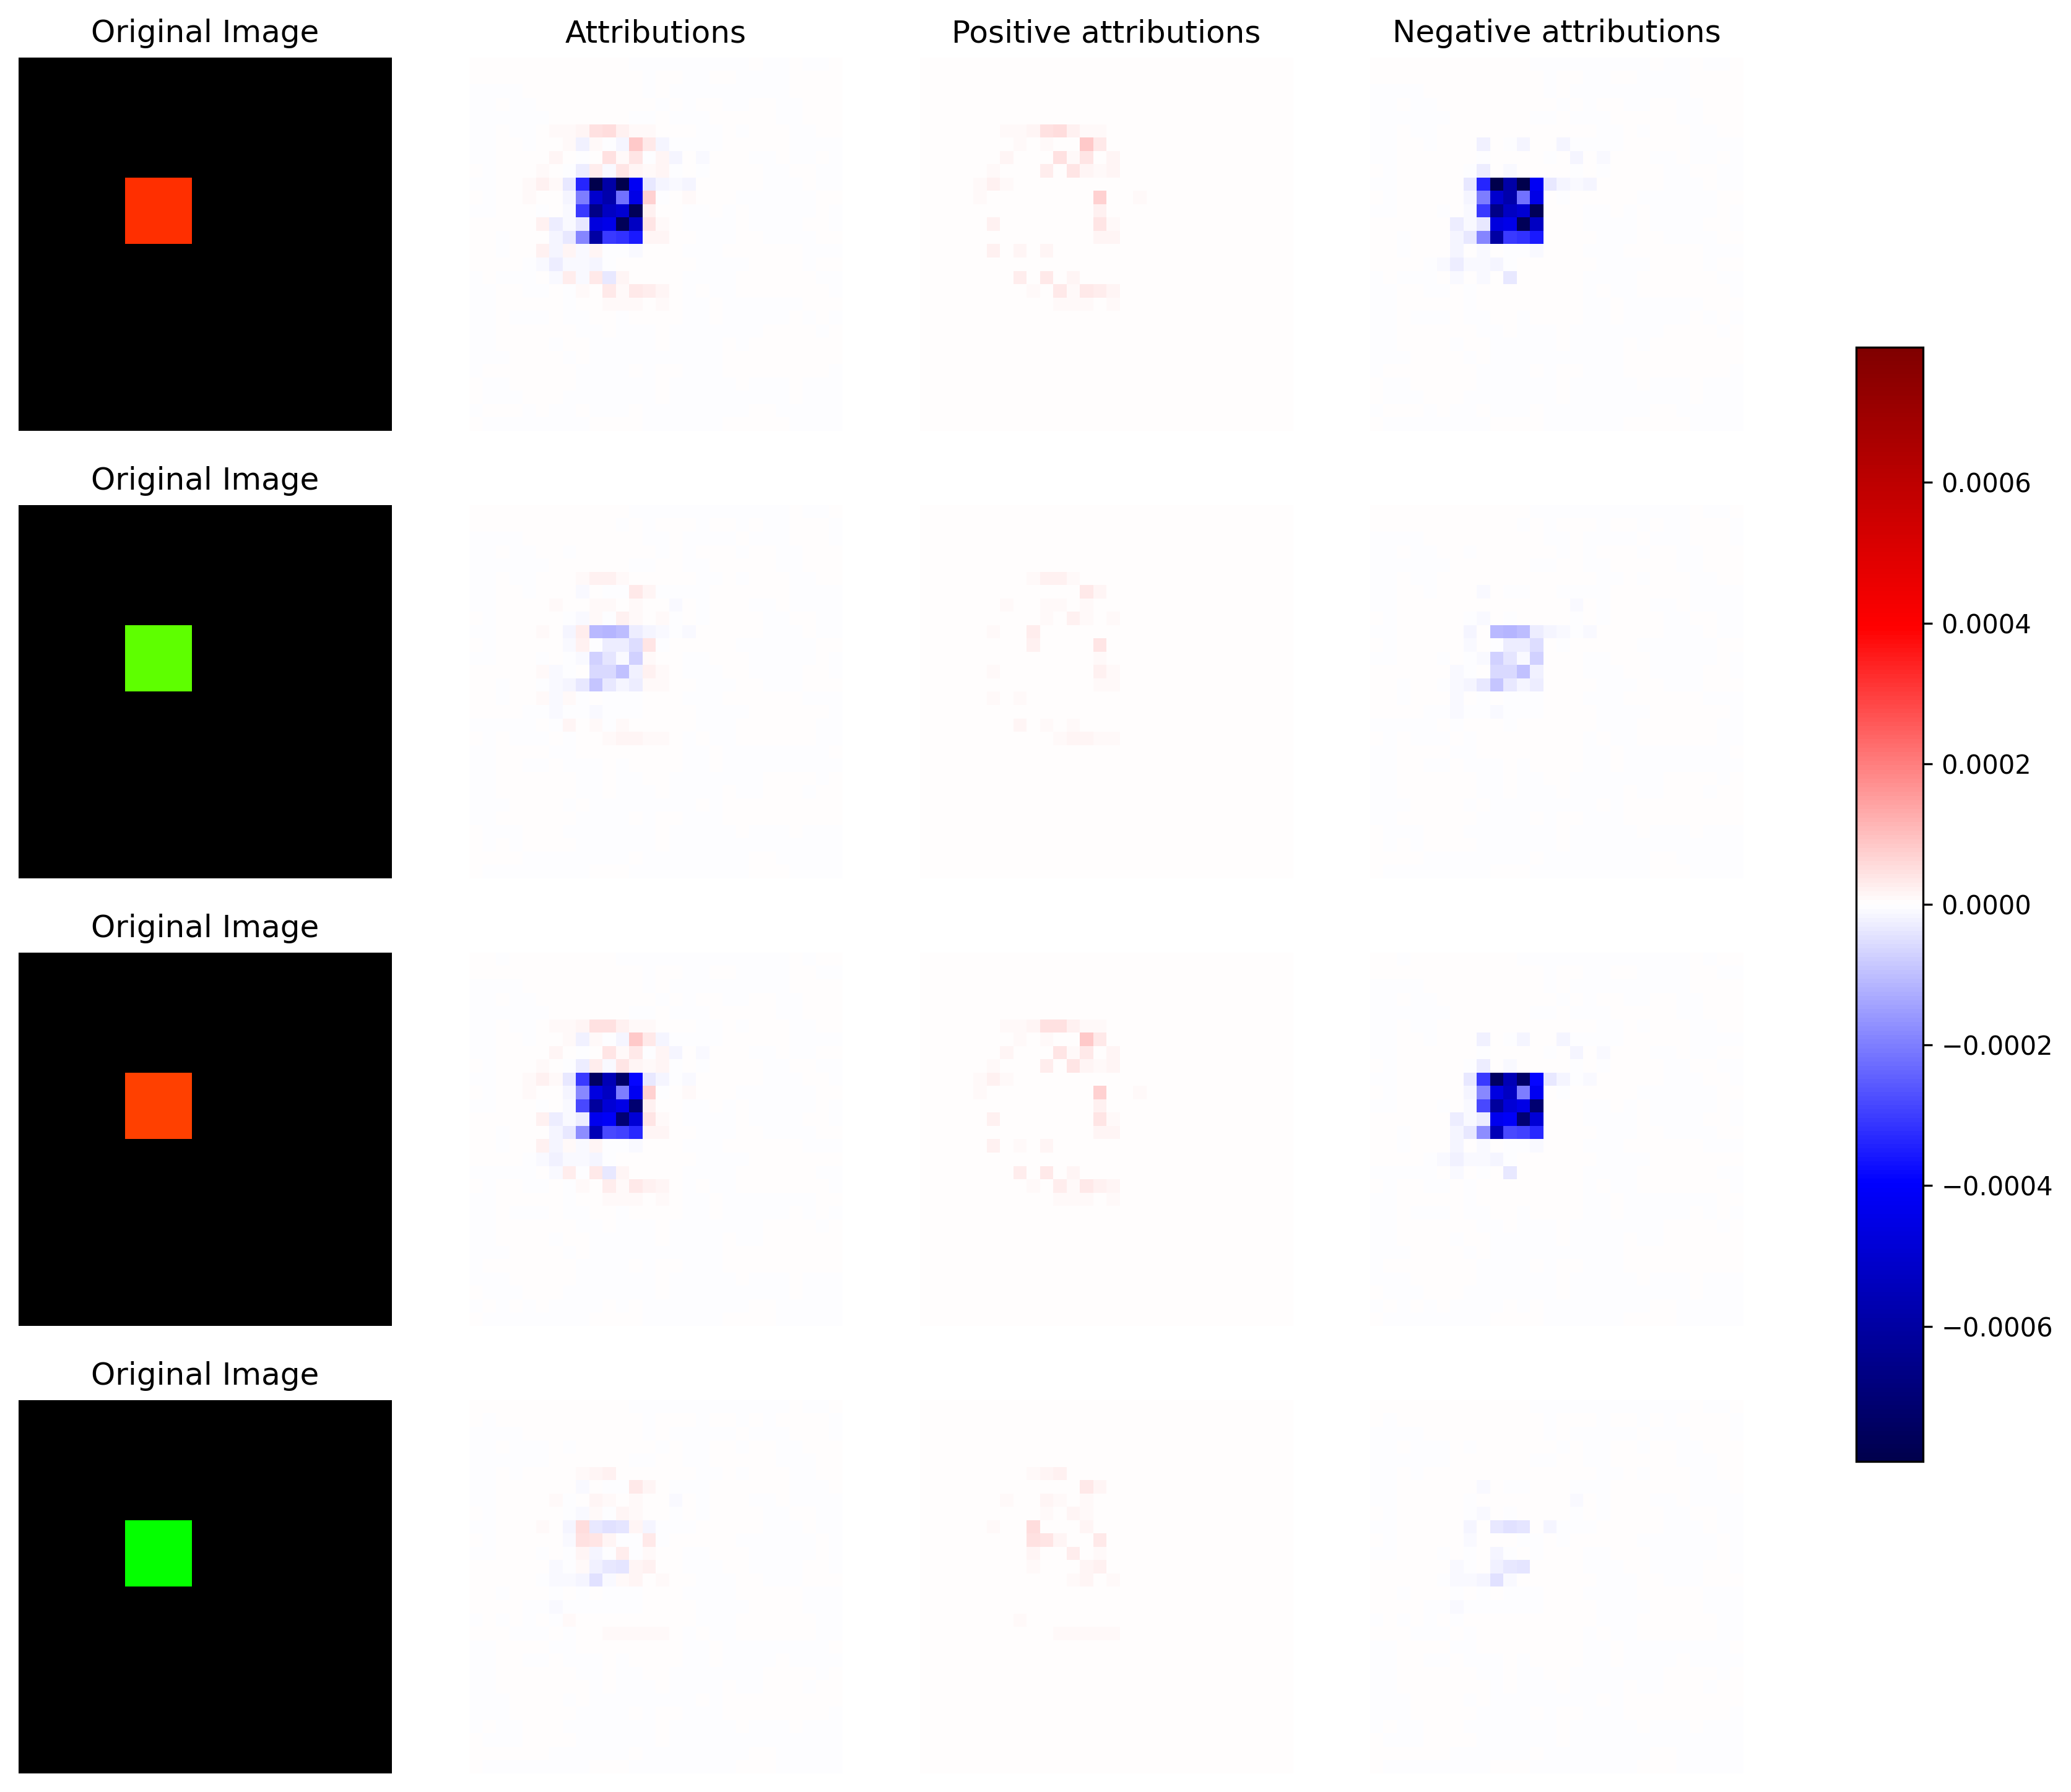 Original Image Attributions Positive attributions Negative attributions
Original Image
Original Image
Original Image
0.0006
0.0004
0.0002
0.0000
−0.0002
−0.0004
−0.0006